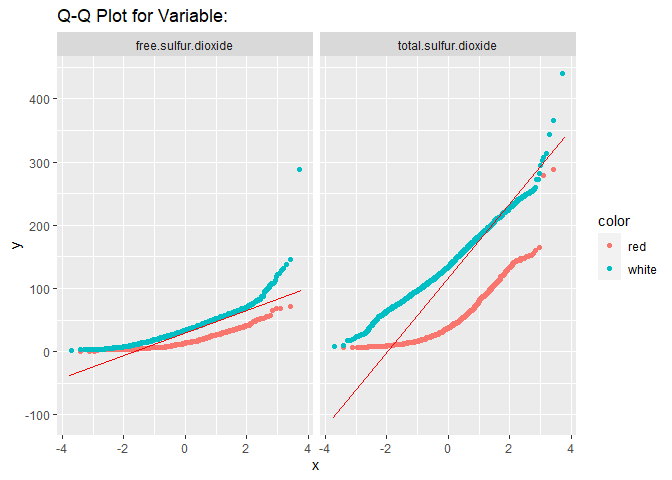 Q-Q Plot for Variable:
free.sulfur.dioxide
total.sulfur.dioxide
400
300
200
100
0
-100
y
-4 -2 0 2 4
-4 -2 0 2 4
x
color
red
white